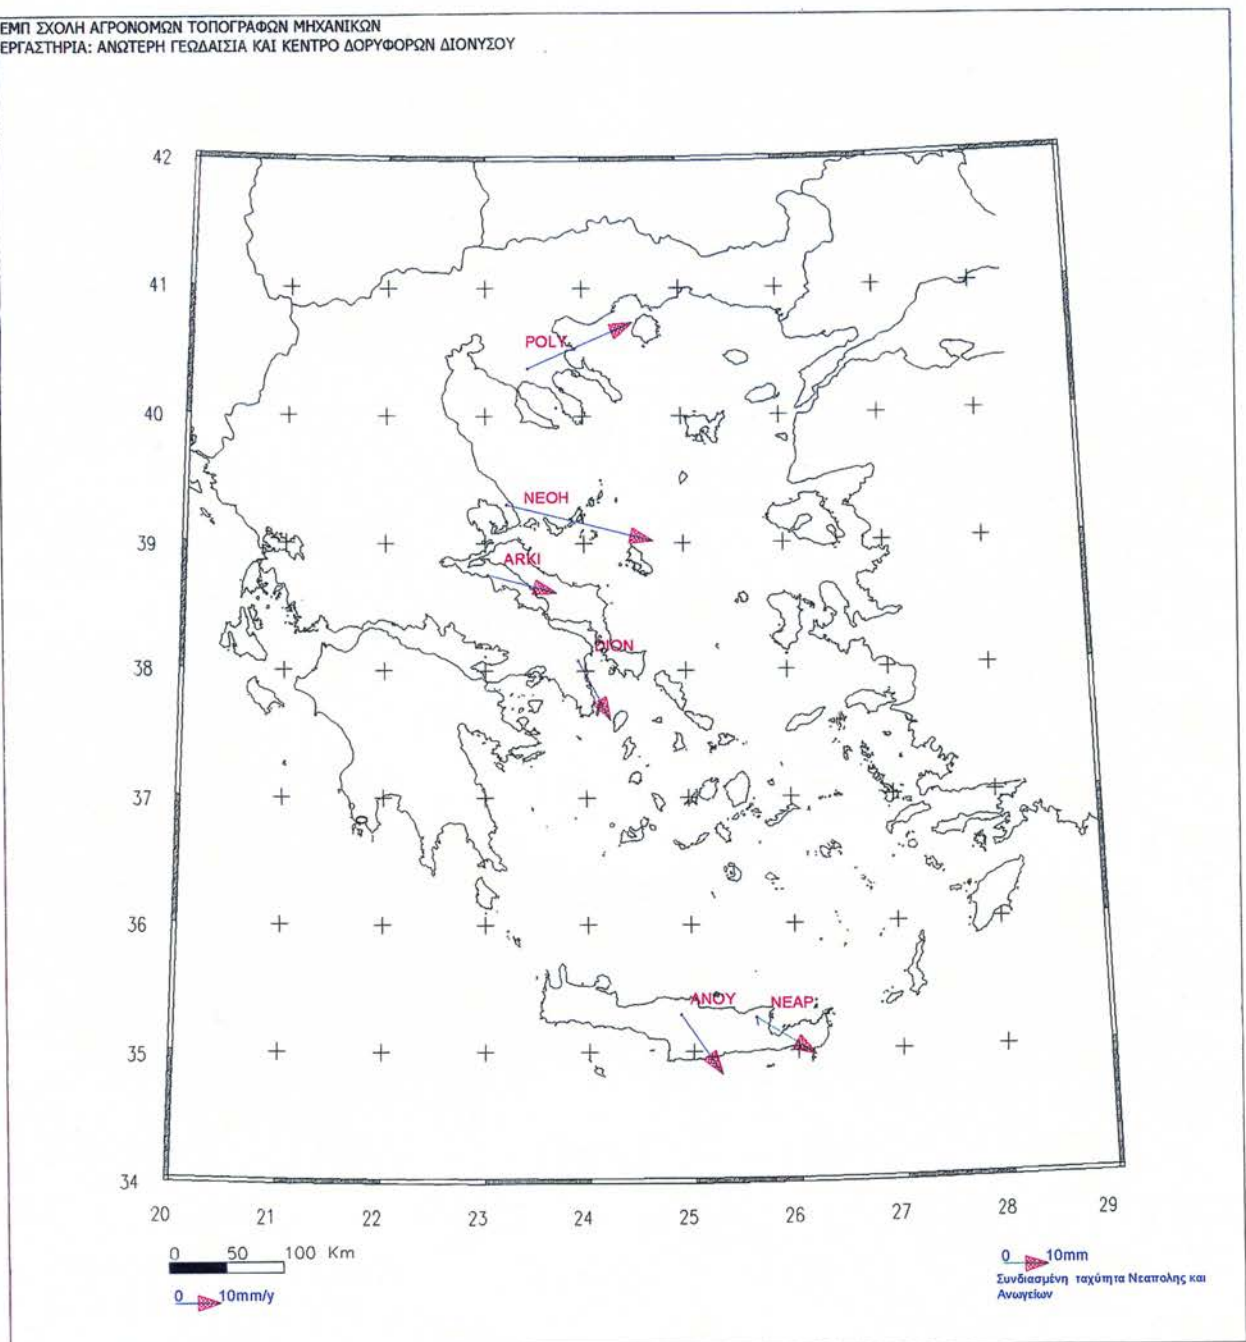 ΕΜΠ ΣΧΟΛΗ ΑΓΡΟΝΟΜΩΝ ΤΟΠΟΓΡΑΦΩΝ ΜΗΧΑΝΙΚΩΝ
ΕΡΓΑΣΤΗΡΙΑ: ΑΝΩΤΕΡΗ ΓΕΩΔΑΙΣΙΑ ΚΑΙ ΚΕΝΤΡΟ ΔΟΡΥΦΟΡΩΝ ΔΙΟΝΥΣΟΥ
42
41
POLY
40
NEOH
39
ARKI
DION
38
37
36
ANOY NEAP
35
34
20 21 22 23 24 25 26 27 28 29
0 50 100 Km
0 10mm/y
0 10mm
Συνδιασμένη ταχύτητα Νεαπολης και
Ανωγείων